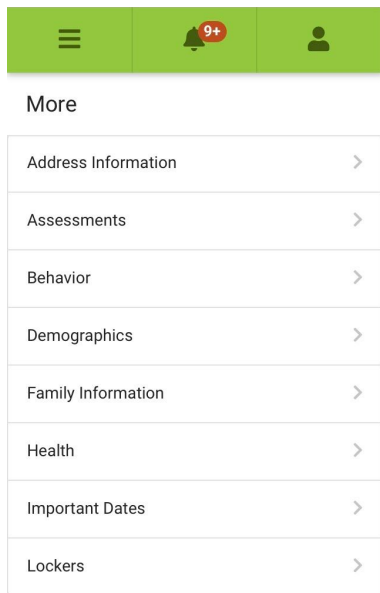 9+
More
Address Information
Assessments
Behavior
Demographics
Family Information
Health
Important Dates
Lockers